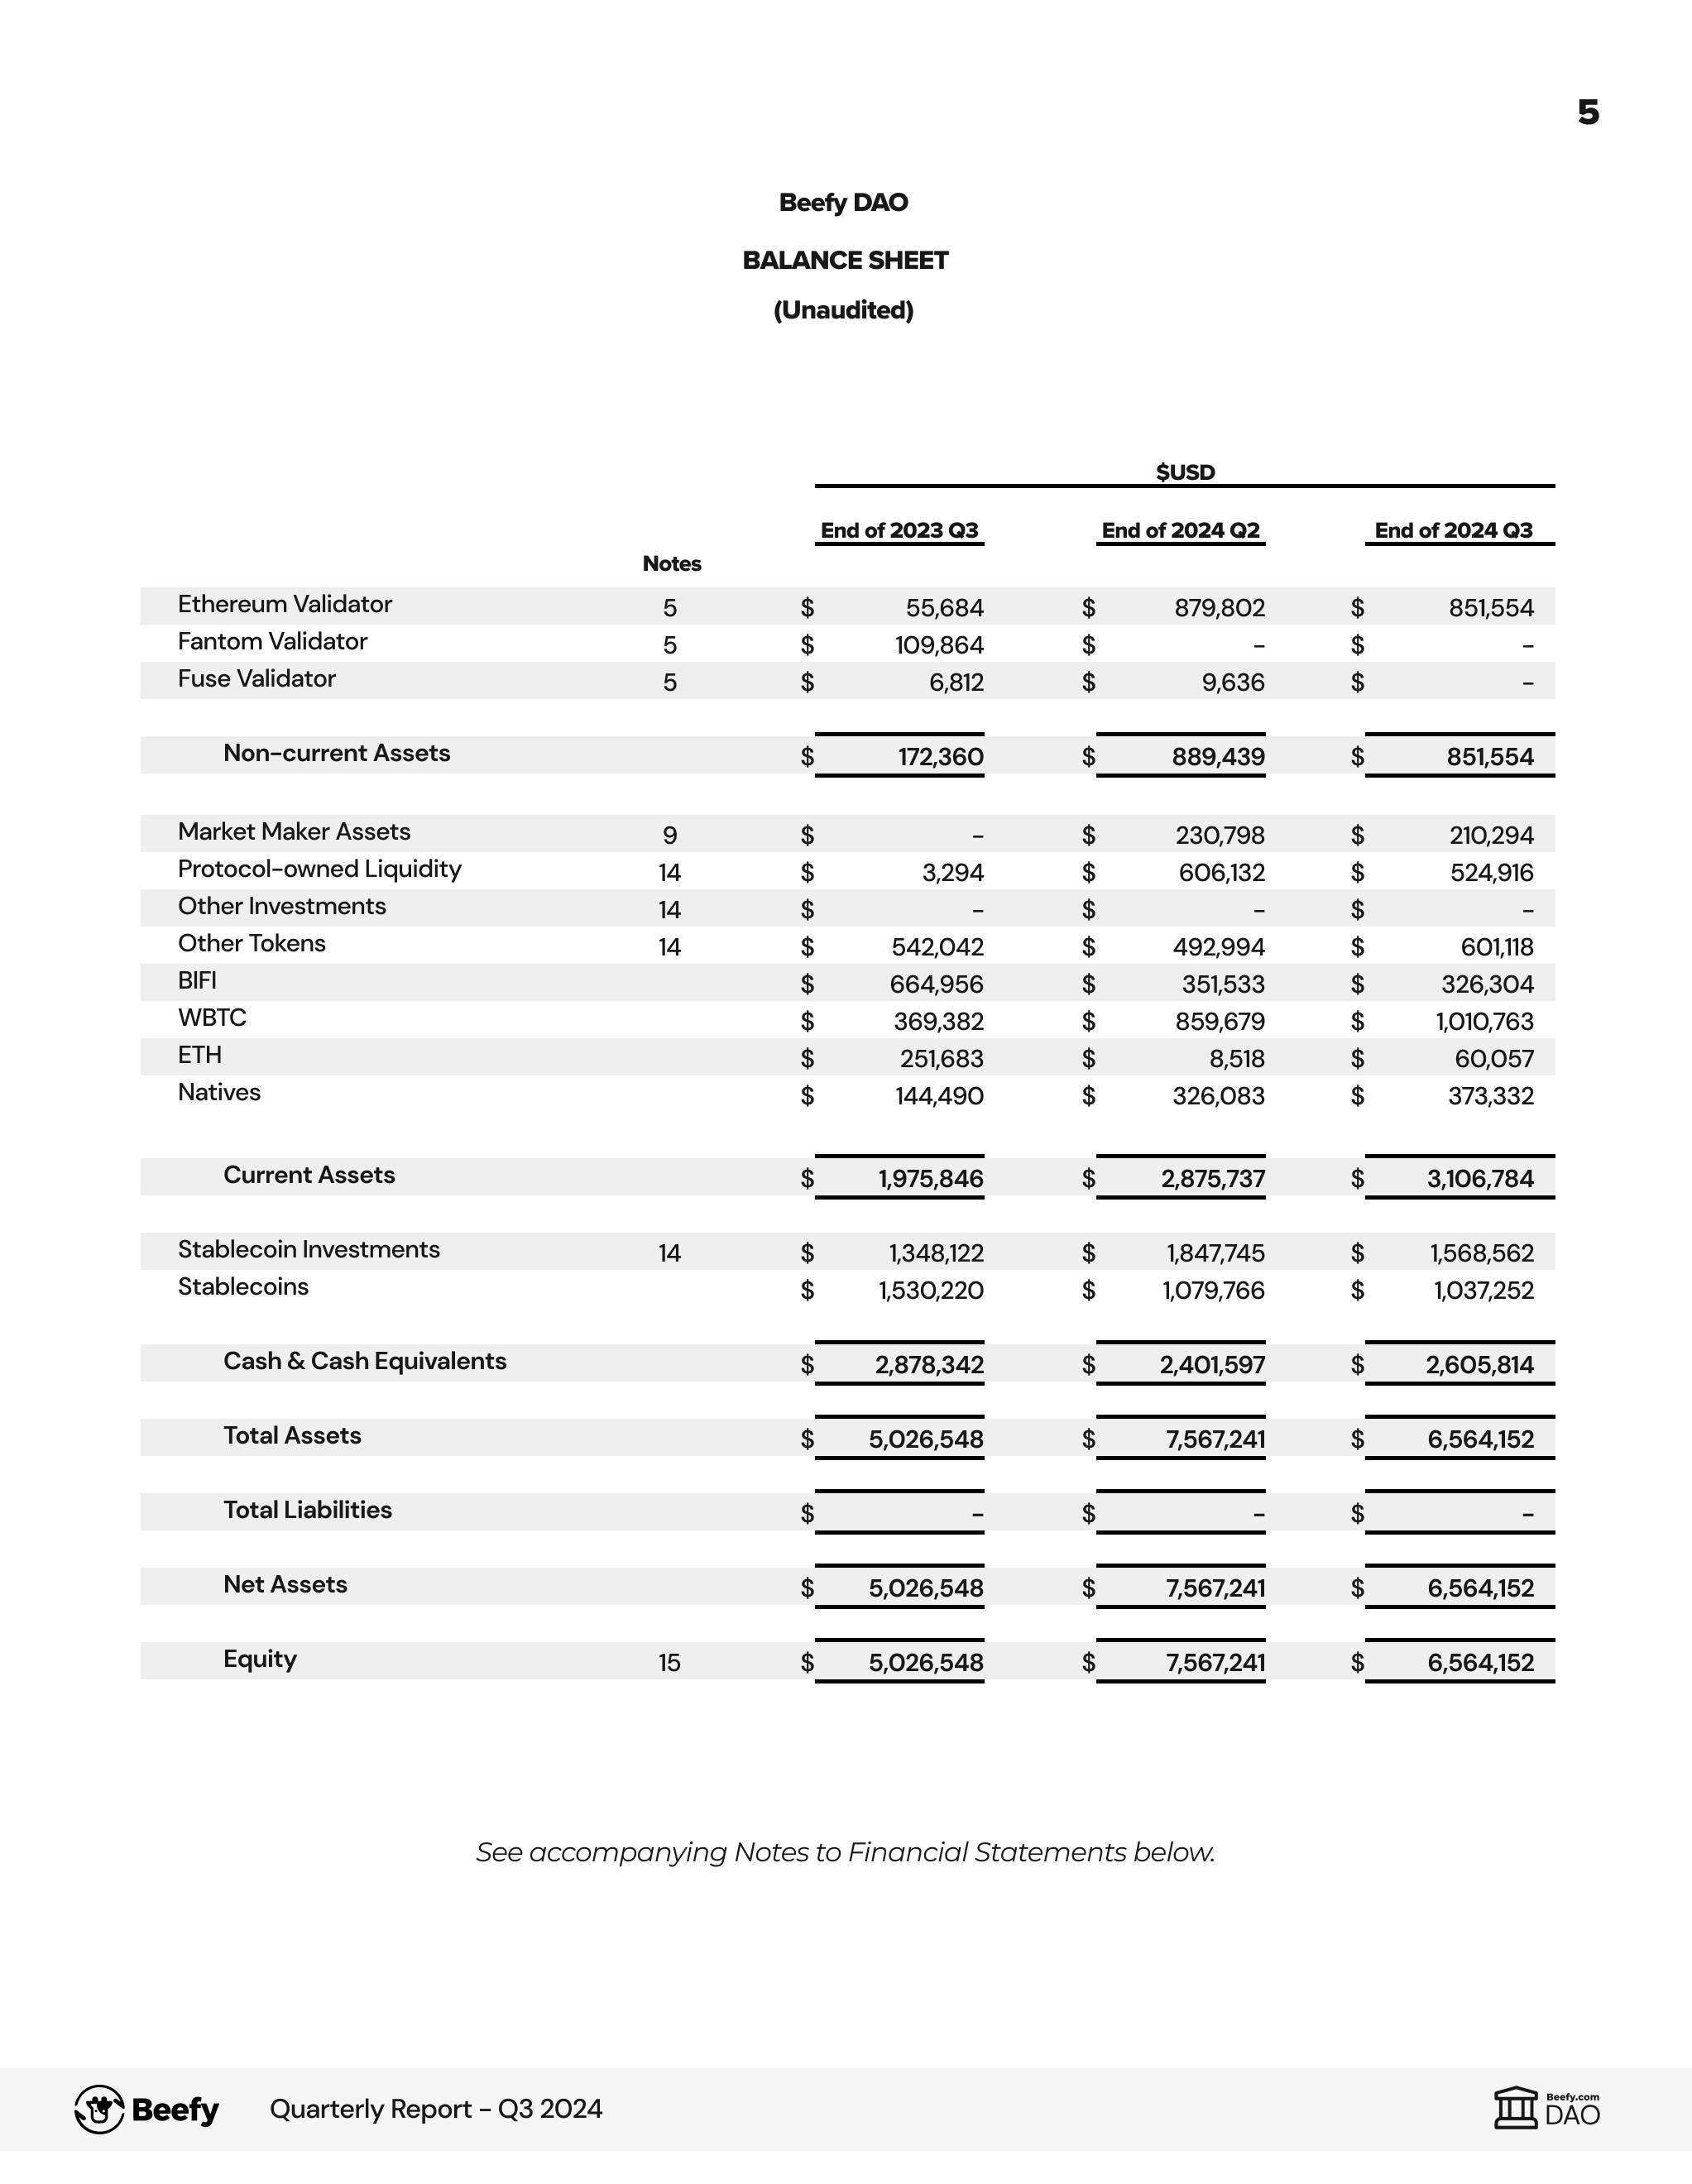 5
Beefy DAO
BALANCE SHEET
(Unaudited)
$USD
End of 2023 Q3 End of 2024 Q2 End of 2024 Q3
Notes
Ethereum Validator 5 $ 55,684 $ 879,802 $ 851,554
Fantom Validator 5 $ 109,864 $ - $ -
Fuse Validator 5 $ 6,812 $ 9,636 $ -
Non-current Assets $ 172,360 $ 889,439 $ 851,554
Market Maker Assets 9 $ - $ 230,798 $ 210,294
Protocol-owned Liquidity 14 $ 3,294 $ 606,132 $ 524,916
Other Investments 14 $ - $ - $ -
Other Tokens 14 $ 542,042 $ 492,994 $ 601,118
BIFI $ 664,956 $ 351,533 $ 326,304
WBTC $ 369,382 $ 859,679 $ 1,010,763
ETH $ 251,683 $ 8,518 $ 60,057
Natives $ 144,490 $ 326,083 $ 373,332
Current Assets $ 1,975,846 $ 2,875,737 $ 3,106,784
Stablecoin Investments 14 $ 1,348,122 $ 1,847,745 $ 1,568,562
Stablecoins $ 1,530,220 $ 1,079,766 $ 1,037,252
Cash & Cash Equivalents $ 2,878,342 $ 2,401,597 $ 2,605,814
Total Assets $ 5,026,548 $ 7,567,241 $ 6,564,152
Total Liabilities $ - $ - $ -
Net Assets $ 5,026,548 $ 7,567,241 $ 6,564,152
Equity 15 $ 5,026,548 $ 7,567,241 $ 6,564,152
See accompanying Notes to Financial Statements below.
Beefy Quarterly Report - Q3 2024
Beefy.com
DAO